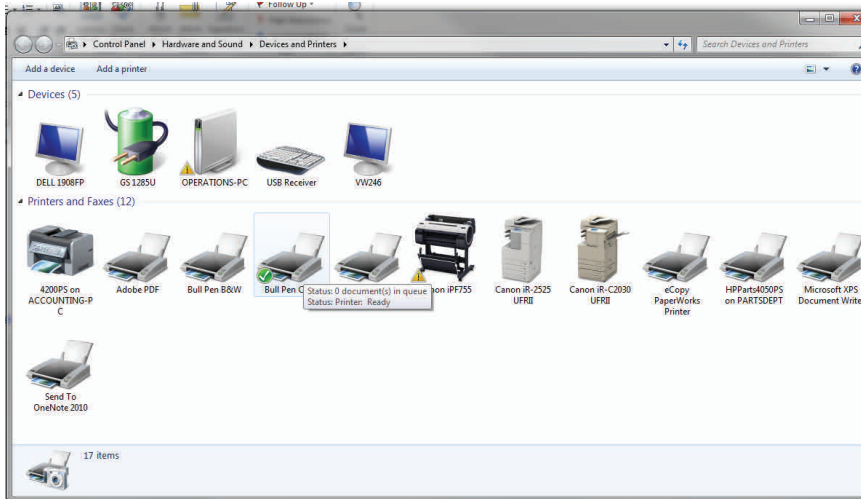 Follow Up
Control Panel Hardware and Sound Devices and Printers
Search Devices and Printers
Add a device Add a printer
Devices (5)
DELL 1908FP GS 1285U OPERATIONS-PC USB Receiver VW246
Printers and Faxes (12)
4200PS on Adobe PDF Bull Pen B&W Bull Pen C on iPF755 Canon iR-2525 Canon iR-C2030 eCopy HPParts4050PS Microsoft XPS
ACCOUNTING-P UFRII UFRII PaperWorks on PARTSDEPT Document Write
C Printer
Status: 0 document(s) in queue
Status: Printer: Ready
Send To
OneNote 2010
17 items